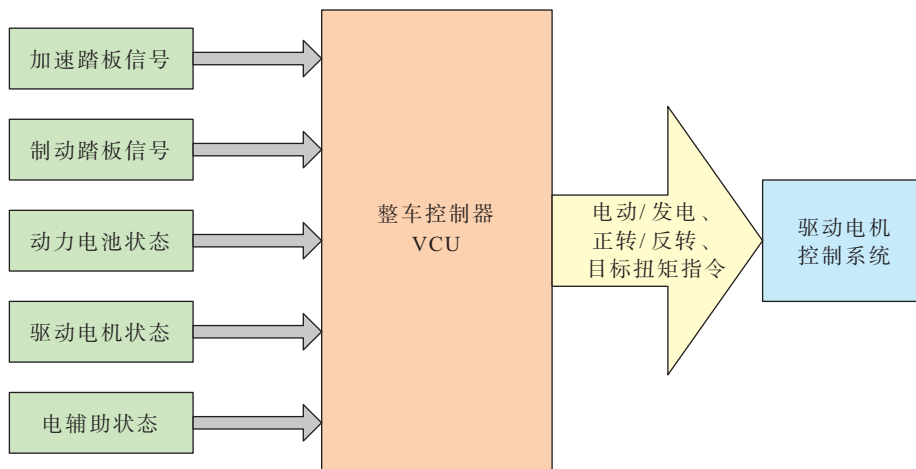 加速踏板信号
制动踏板信号
动力电池状态
驱动电机状态
电辅助状态
整车控制器
VCU
电动/发电、
正转/反转、
目标扭矩指令
驱动电机
控制系统